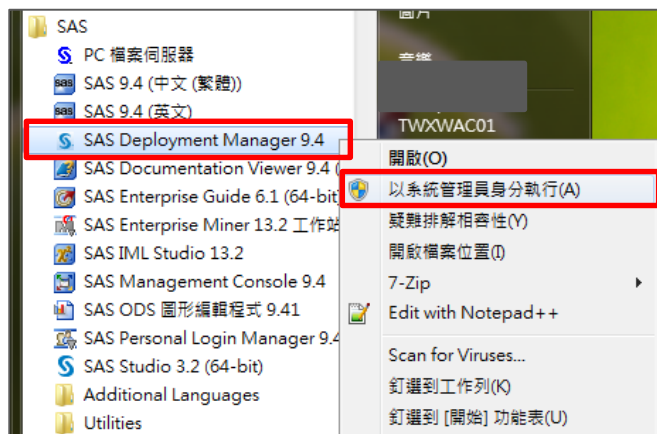 SAS
PC 檔案伺服器
SAS 9.4 (中文 (繁體))
SAS 9.4 (英文)
SAS Deployment Manager 9.4
SAS Documentation Viewer 9.4 (
SAS Enterprise Guide 6.1 (64-bit
SAS Enterprise Miner 13.2 工作站
SAS IML Studio 13.2
SAS Management Console 9.4
SAS ODS 圖形編輯程式 9.41
SAS Personal Login Manager 9.4
SAS Studio 3.2 (64-bit)
Additional Languages
Utilities
圖片
音樂
TWXWAC01
開啟(O)
以系統管理員身分執行(A)
疑難排解相容性(Y)
開啟檔案位置(I)
7-Zip
Edit with Notepad++
Scan for Viruses...
釘選到工作列(K)
釘選到 [開始] 功能表(U)